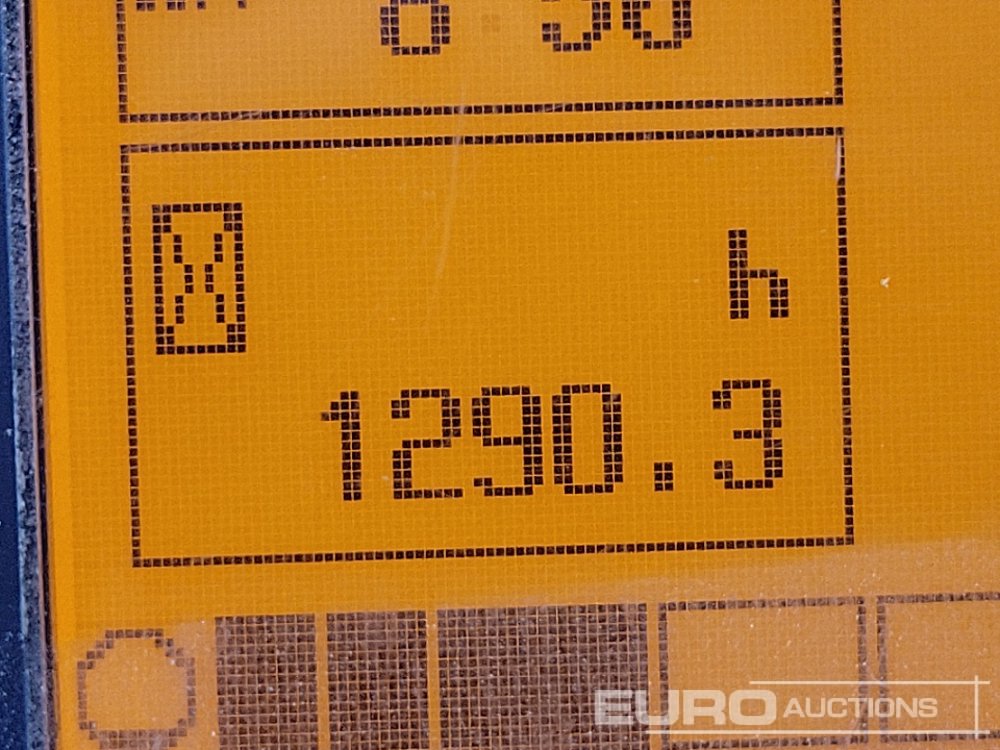 h
1290.3
EURO AUCTIONS